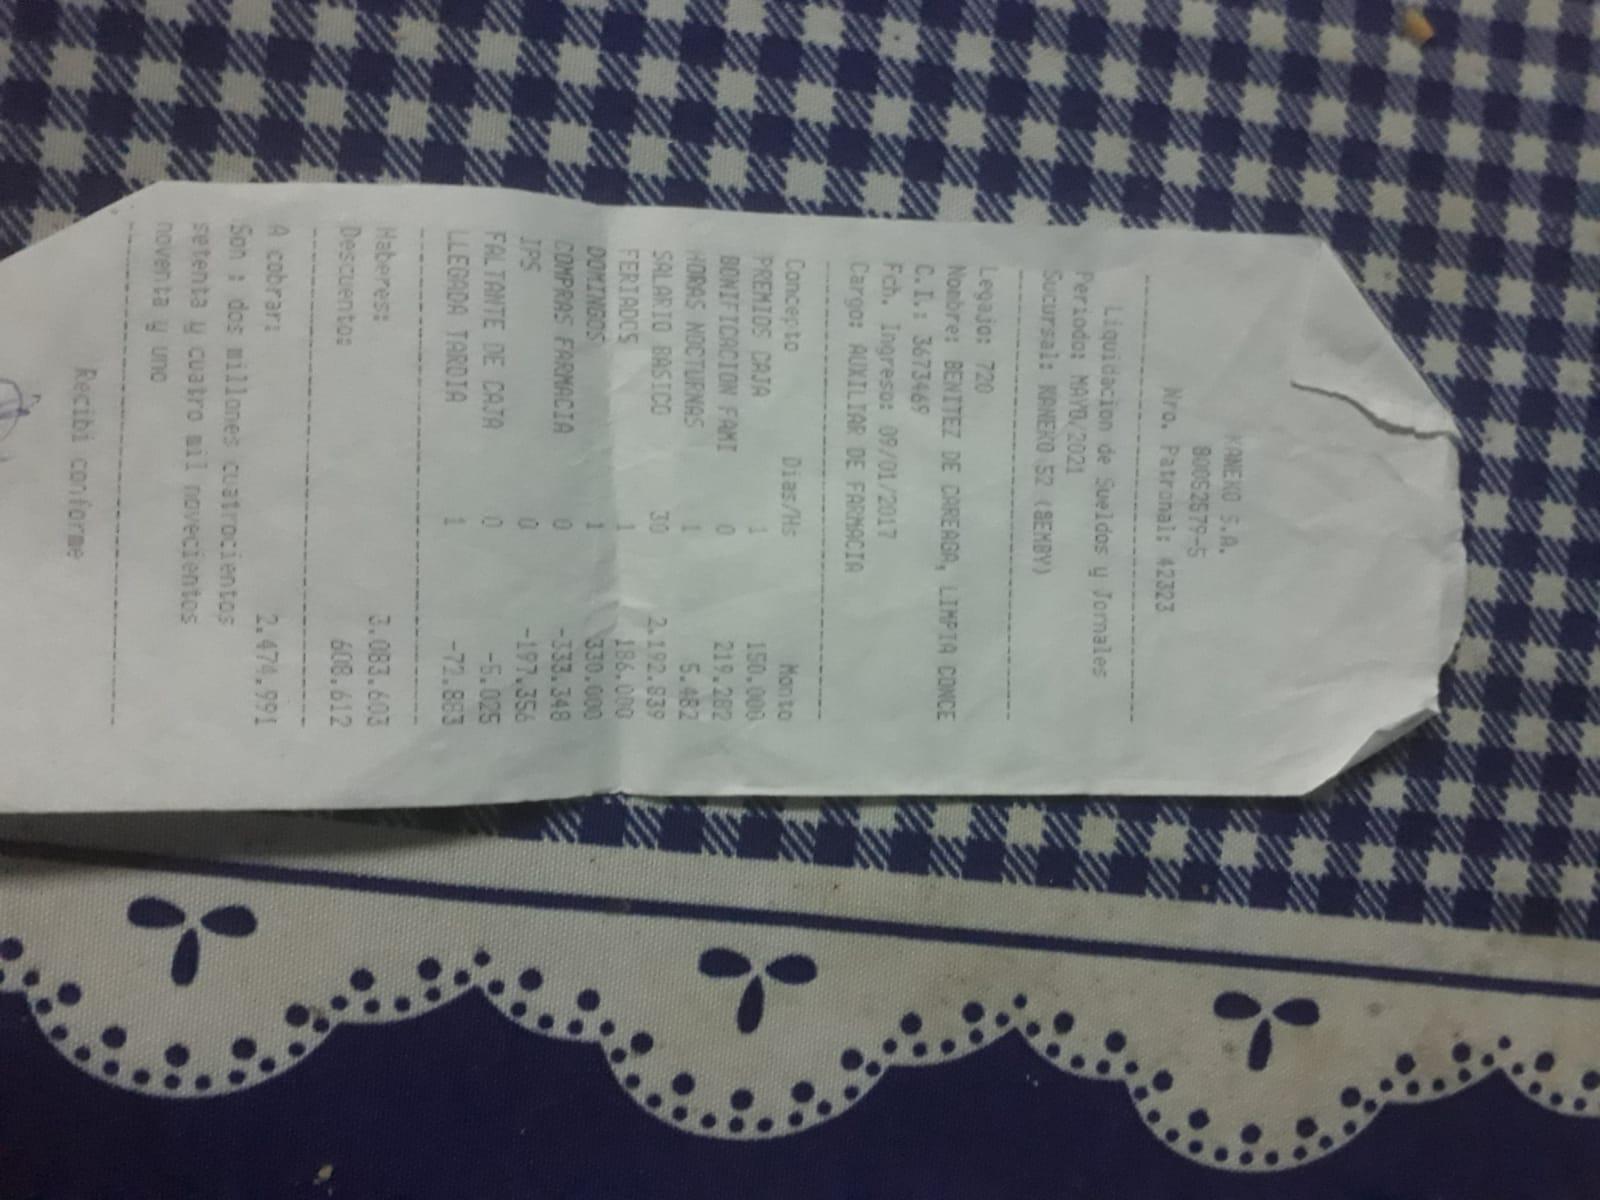 KANEKO S.A.
80052579-5
Nro. Patronal: 42323
--------------------------------
Liquidacion de Sueldos y Jornales
Periodo: MAYO/2021
Sucursal: KANEKO 52 (ÑEMBY)
--------------------------------
Legajo: 720
Nombre: BENITEZ DE CAREAGA, LIMPIA CONCE
C.I.: 3673469
Fch. Ingreso: 09/01/2017
Cargo: AUXILIAR DE FARMACIA
--------------------------------
Concepto Dias/Hs Monto
PREMIOS CAJA 1 150.000
BONIFICACION FAMI 0 219.282
HORAS NOCTURNAS 1 5.482
SALARIO BASICO 30 2.192.839
FERIADOS 1 186.000
DOMINGOS 1 330.000
COMPRAS FARMACIA 0 -333.348
IPS 0 -197.356
FALTANTE DE CAJA 0 -5.025
LLEGADA TARDIA 1 -72.883
--------------------------------
Haberes: 3.083.603
Descuento: 608.612
--------------------------------
A cobrar: 2.474.991
Son : dos millones cuatrocientos
setenta y cuatro mil novecientos
noventa y uno
--------------------------------
Recibi conforme